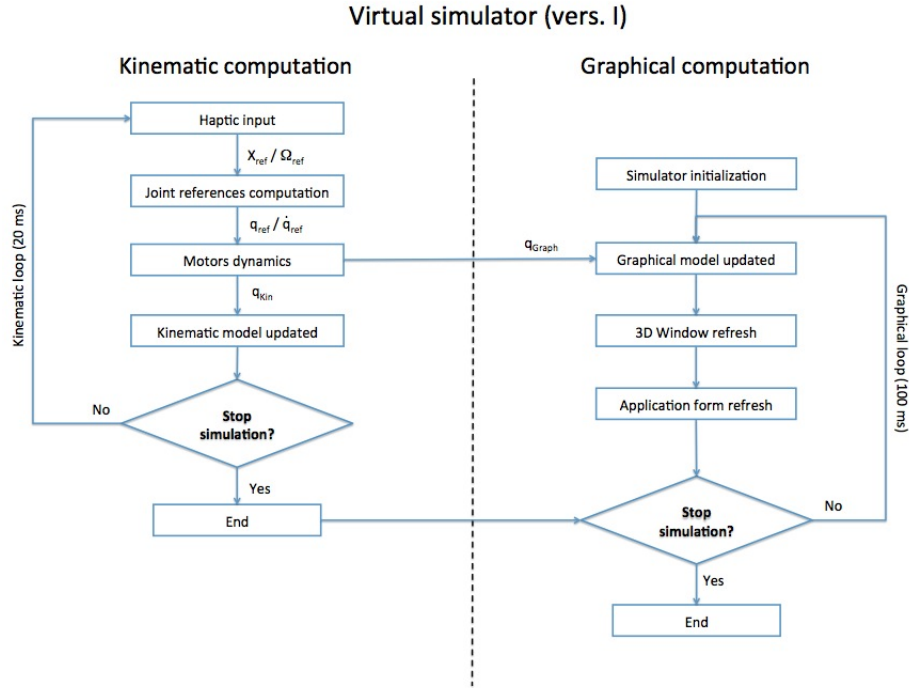 Virtual simulator (vers. I)
Kinematic computation
Haptic input
Xref / Ωref
Joint references computation
qref / q̇ref
Motors dynamics
qKin
Kinematic model updated
Stop
simulation?
No
Yes
End
Kinematic loop (20 ms)
qGraph
Graphical computation
Simulator initialization
Graphical model updated
3D Window refresh
Application form refresh
Stop
simulation?
No
Yes
End
Graphical loop (100 ms)